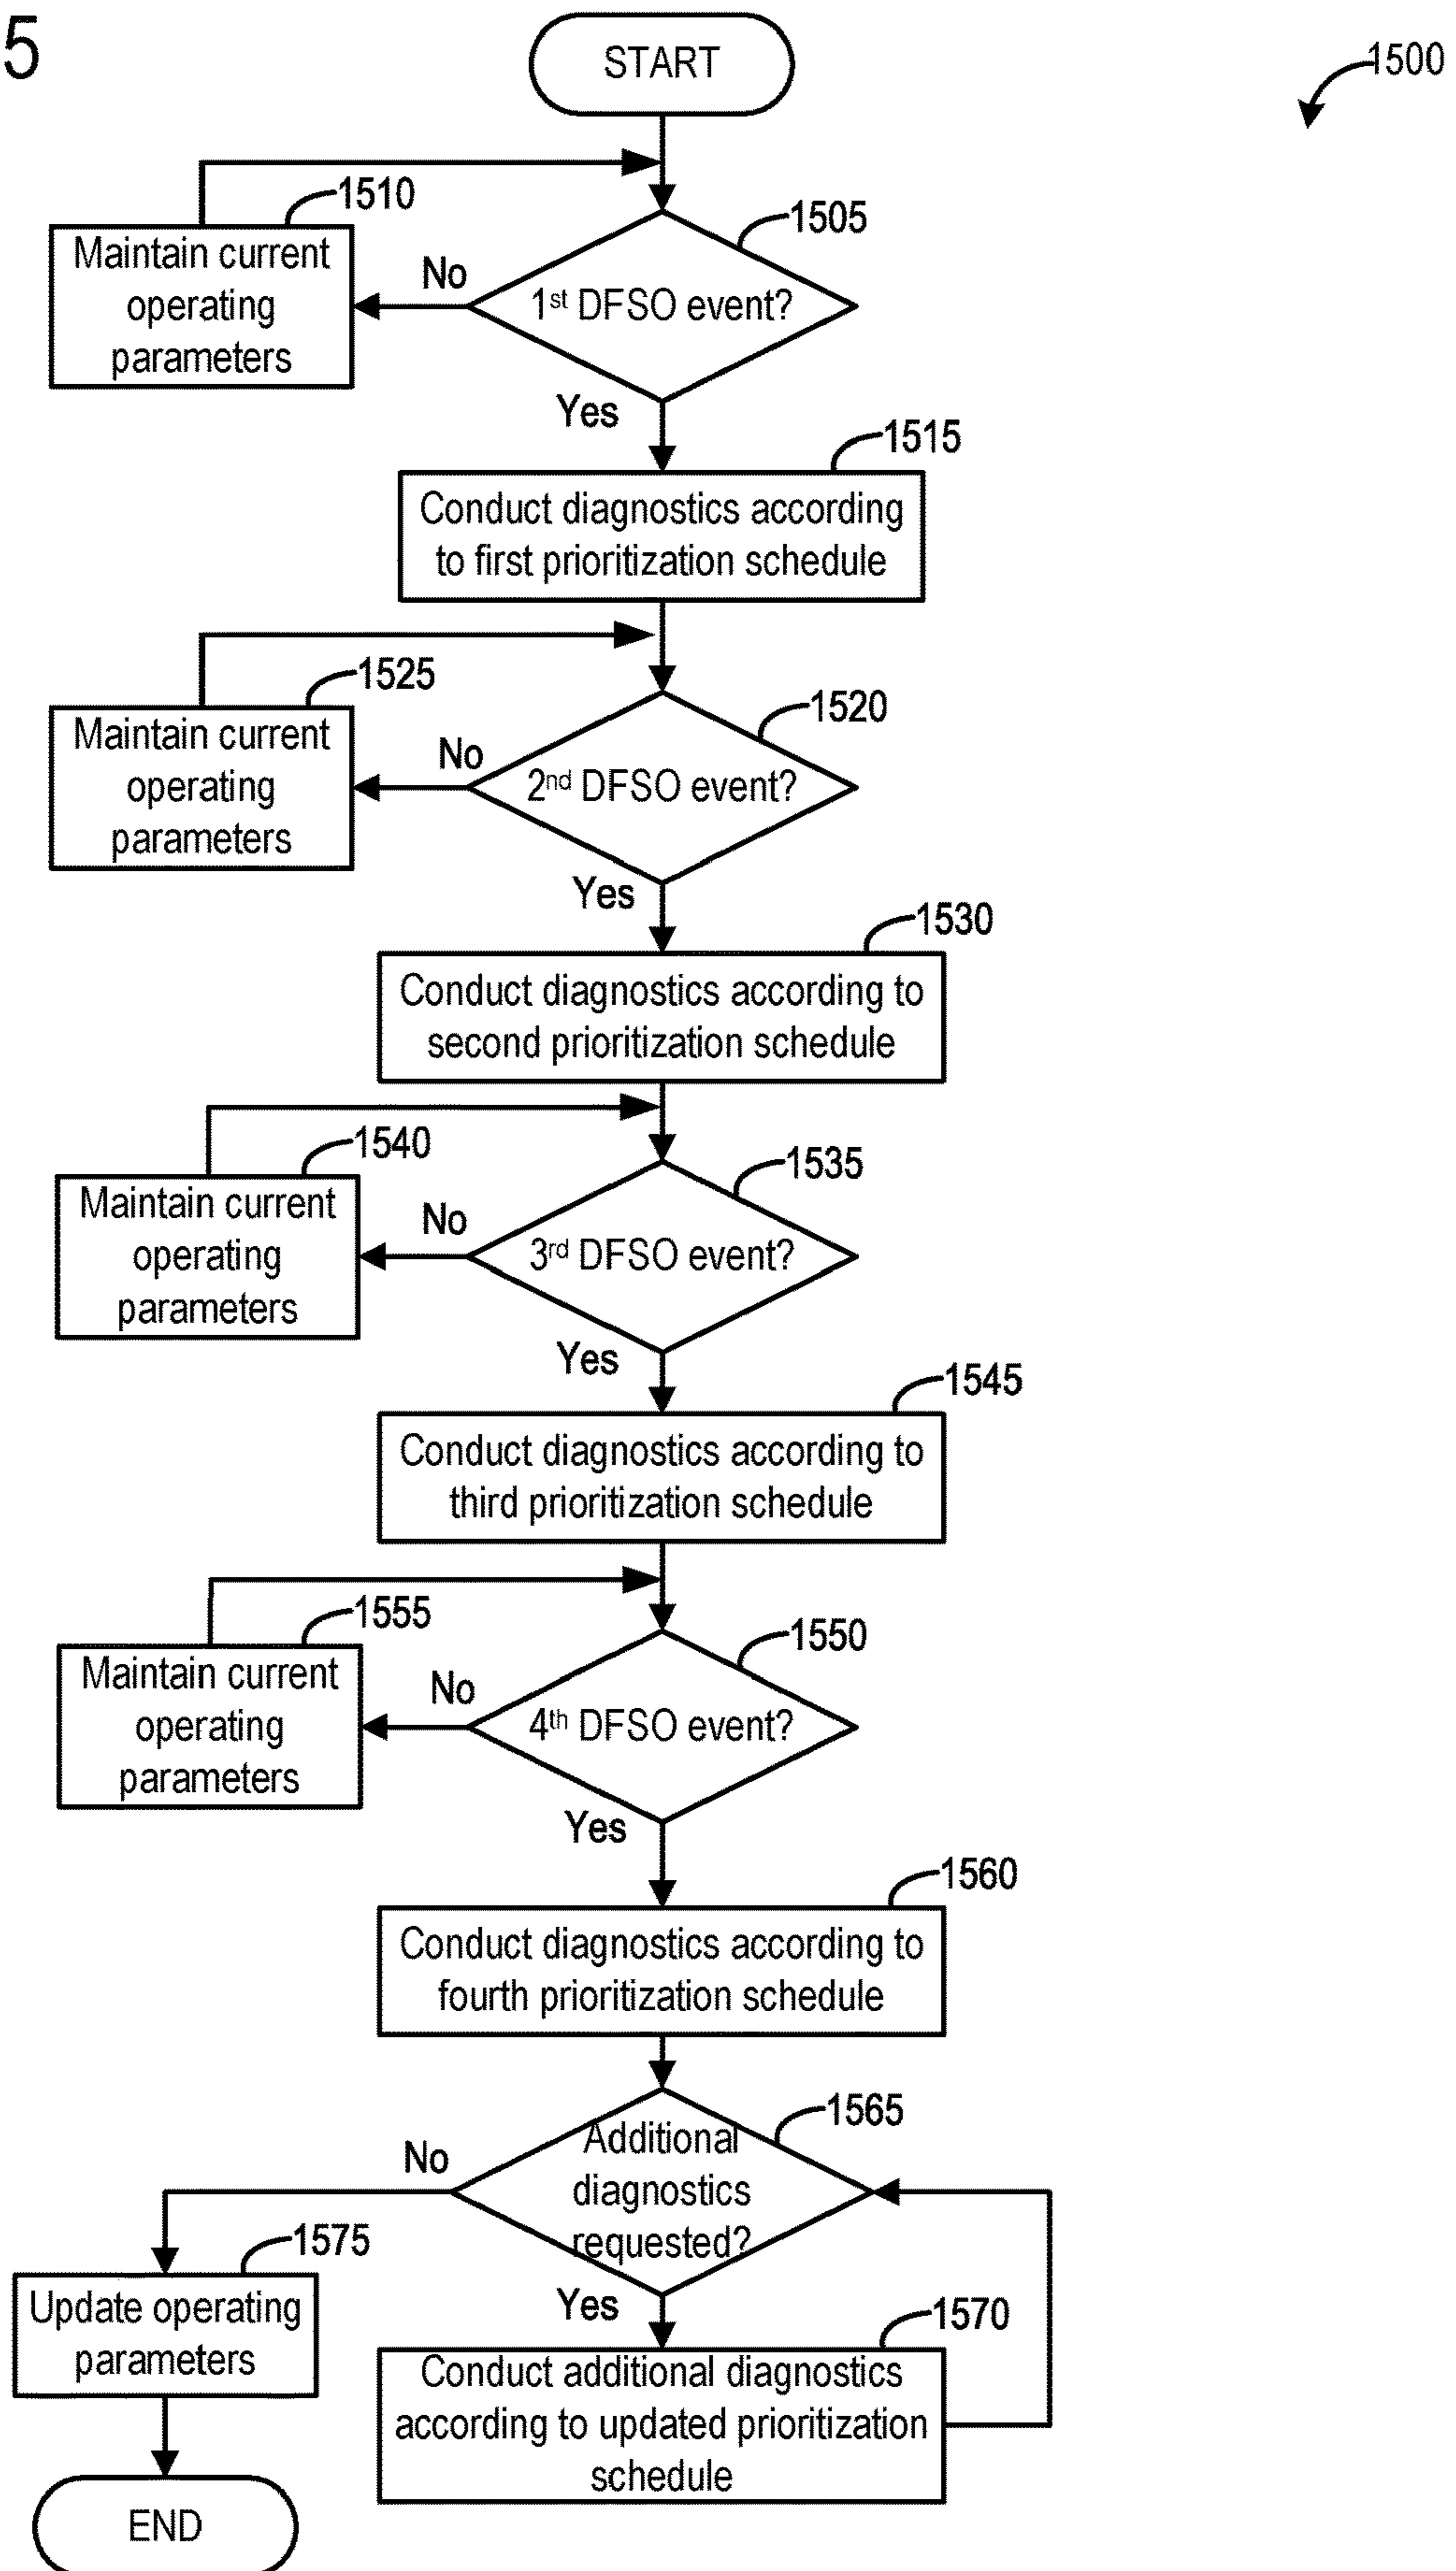 5
START
1500
1510
1505
Maintain current
operating
parameters
No
1st DFSO event?
Yes
1515
Conduct diagnostics according
to first prioritization schedule
1525
1520
Maintain current
operating
parameters
No
2nd DFSO event?
Yes
1530
Conduct diagnostics according to
second prioritization schedule
1540
1535
Maintain current
operating
parameters
No
3rd DFSO event?
Yes
1545
Conduct diagnostics according to
third prioritization schedule
1555
1550
Maintain current
operating
parameters
No
4th DFSO event?
Yes
1560
Conduct diagnostics according to
fourth prioritization schedule
1565
Additional
diagnostics
requested?
No
1575
Update operating
parameters
Yes
1570
Conduct additional diagnostics
according to updated prioritization
schedule
END